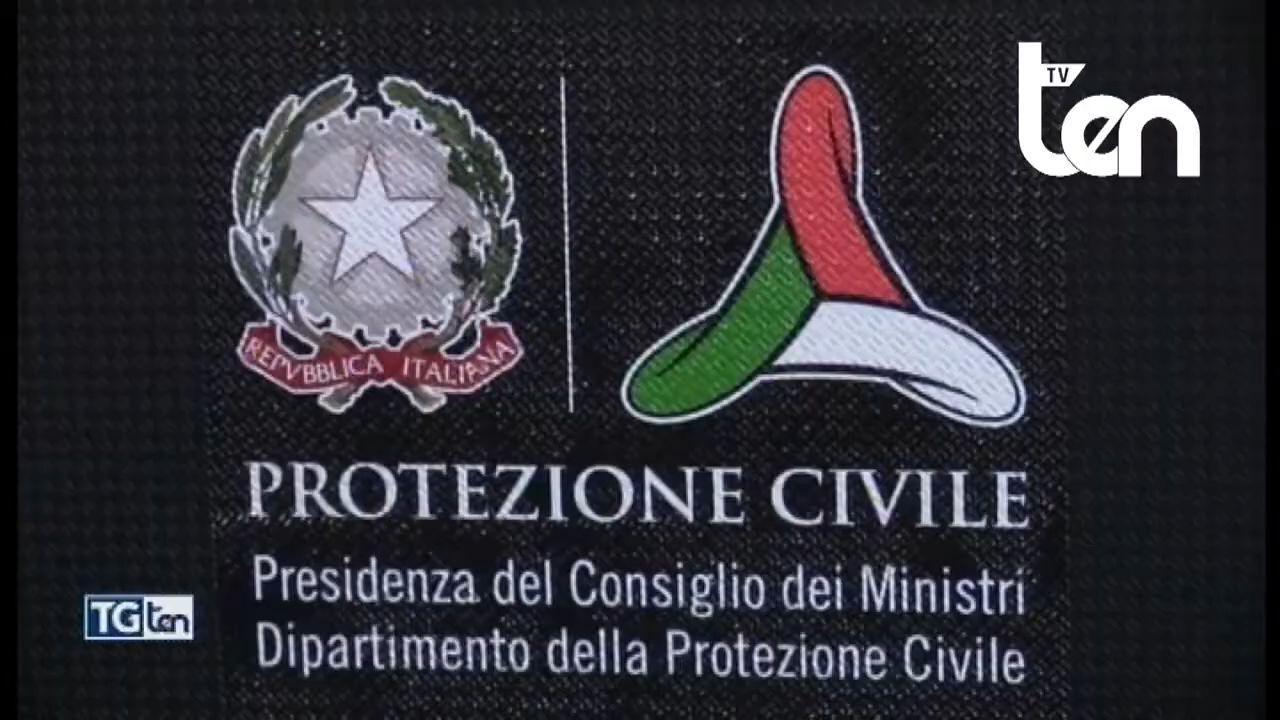 TV
ten
REPVBBLICA ITALIANA
PROTEZIONE CIVILE
Presidenza del Consiglio dei Ministri
Dipartimento della Protezione Civile
TG ten